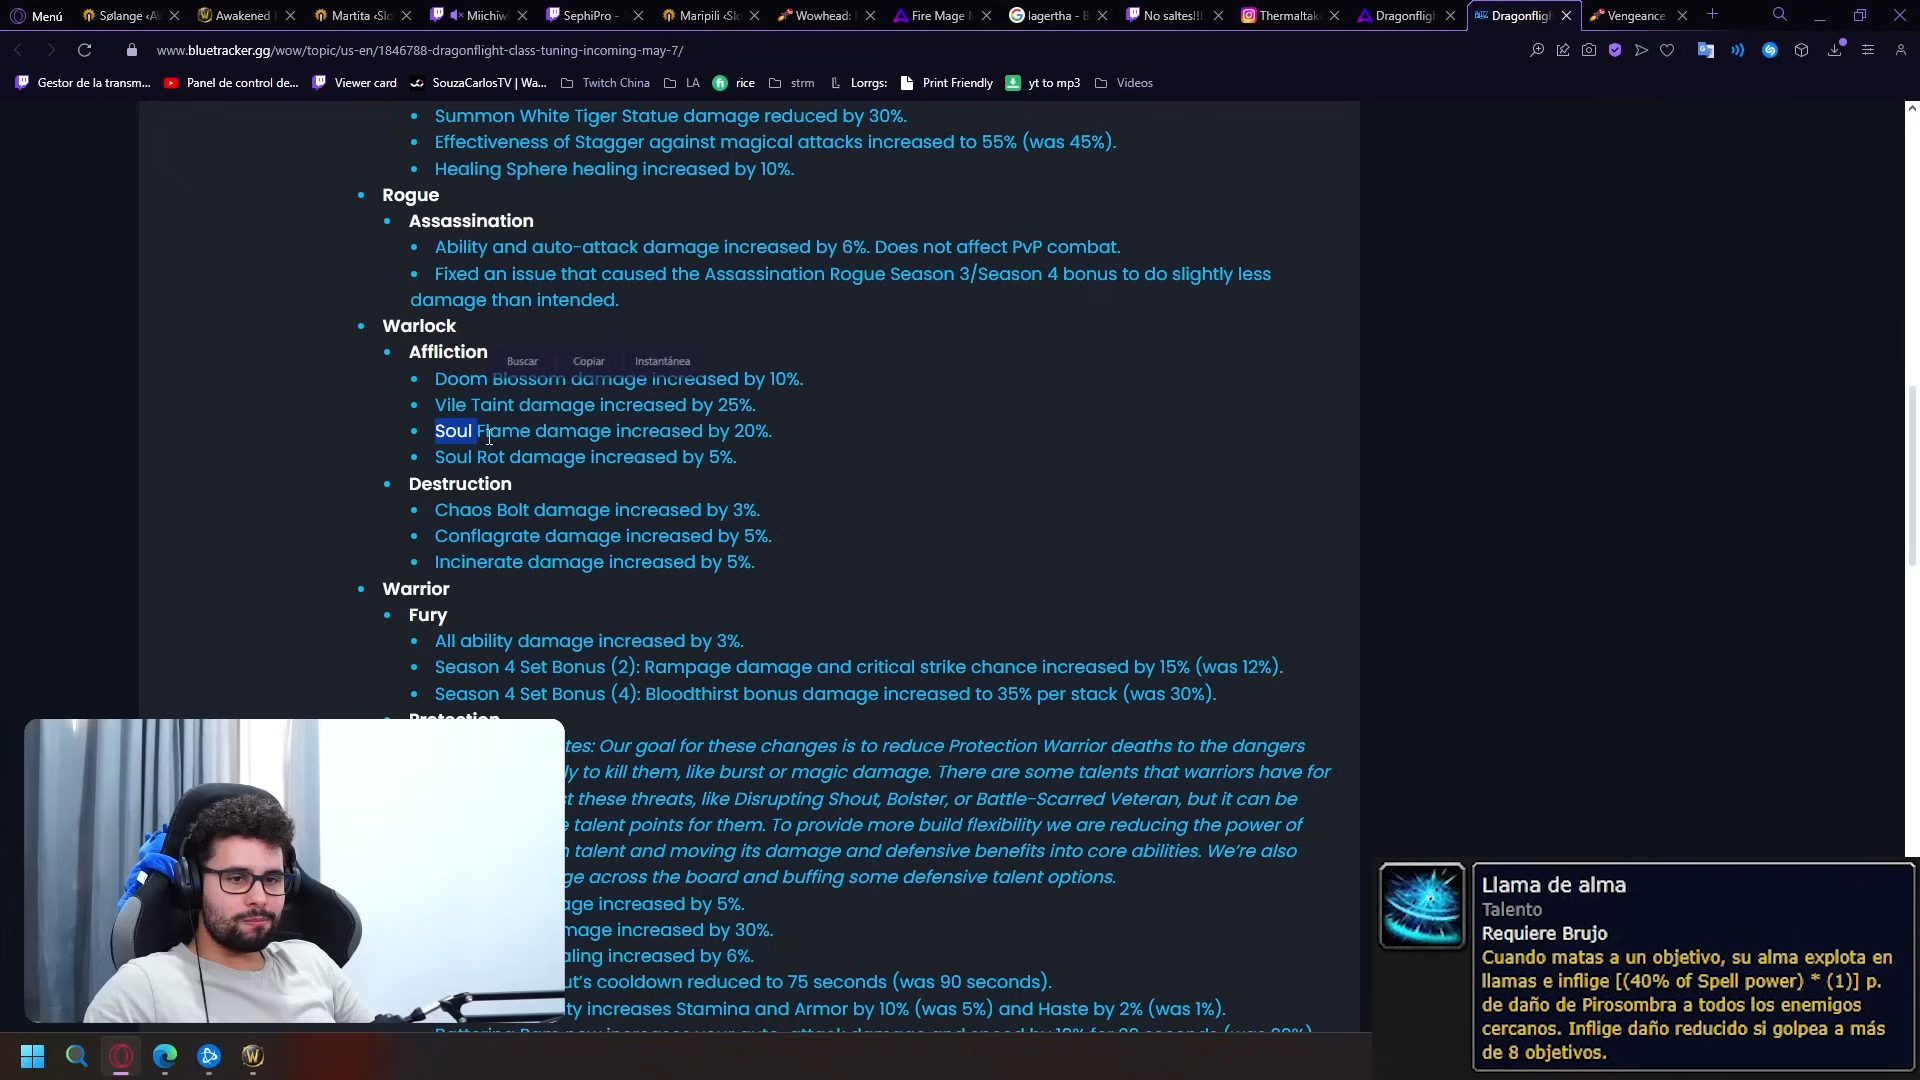 Menú
Sølange ‹AV
Awakened
Martita ‹Slo
Miichiwi
SephiPro - T
Maripili ‹Slo
Wowhead: I
Fire Mage M
lagertha - B
No saltes!!!
Thermaltake
Dragonfligh
Dragonfligh
Vengeance
www.bluetracker.gg/wow/topic/us-en/1846788-dragonflight-class-tuning-incoming-may-7/
Gestor de la transm...
Panel de control de...
Viewer card
SouzaCarlosTV | Wa...
Twitch China
LA
rice
strm
Lorrgs:
Print Friendly
yt to mp3
Videos
Summon White Tiger Statue damage reduced by 30%.
Effectiveness of Stagger against magical attacks increased to 55% (was 45%).
Healing Sphere healing increased by 10%.
Rogue
Assassination
Ability and auto-attack damage increased by 6%. Does not affect PvP combat.
Fixed an issue that caused the Assassination Rogue Season 3/Season 4 bonus to do slightly less
damage than intended.
Warlock
Affliction
Buscar Copiar Instantánea
Doom Blossom damage increased by 10%.
Vile Taint damage increased by 25%.
Soul Flame damage increased by 20%.
Soul Rot damage increased by 5%.
Destruction
Chaos Bolt damage increased by 3%.
Conflagrate damage increased by 5%.
Incinerate damage increased by 5%.
Warrior
Fury
All ability damage increased by 3%.
Season 4 Set Bonus (2): Rampage damage and critical strike chance increased by 15% (was 12%).
Season 4 Set Bonus (4): Bloodthirst bonus damage increased to 35% per stack (was 30%).
Protection
tes: Our goal for these changes is to reduce Protection Warrior deaths to the dangers
ly to kill them, like burst or magic damage. There are some talents that warriors have for
t these threats, like Disrupting Shout, Bolster, or Battle-Scarred Veteran, but it can be
e talent points for them. To provide more build flexibility we are reducing the power of
n talent and moving its damage and defensive benefits into core abilities. We're also
ge across the board and buffing some defensive talent options.
age increased by 5%.
mage increased by 30%.
aling increased by 6%.
ut's cooldown reduced to 75 seconds (was 90 seconds).
ty increases Stamina and Armor by 10% (was 5%) and Haste by 2% (was 1%).
Llama de alma
Talento
Requiere Brujo
Cuando matas a un objetivo, su alma explota en
llamas e inflige [(40% of Spell power) * (1)] p.
de daño de Pirosombra a todos los enemigos
cercanos. Inflige daño reducido si golpea a más
de 8 objetivos.